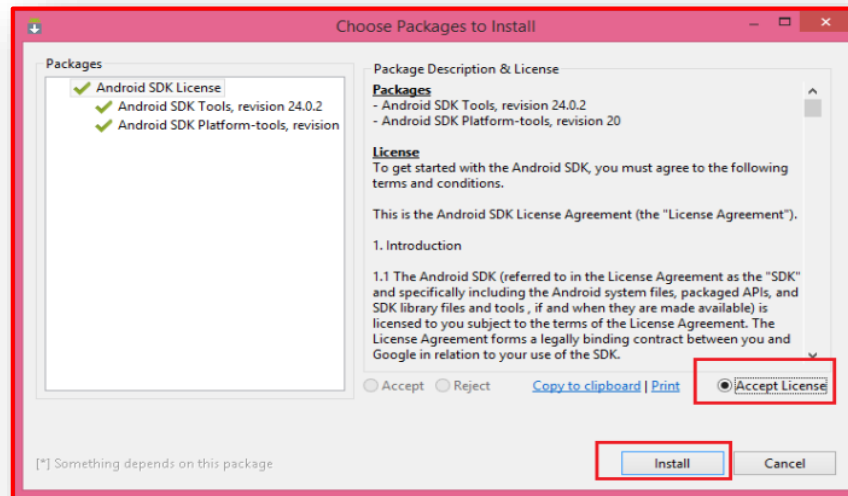 Choose Packages to Install
Packages
Android SDK License
Android SDK Tools, revision 24.0.2
Android SDK Platform-tools, revision
Package Description & License
Packages
- Android SDK Tools, revision 24.0.2
- Android SDK Platform-tools, revision 20
License
To get started with the Android SDK, you must agree to the following
terms and conditions.
This is the Android SDK License Agreement (the "License Agreement").
1. Introduction
1.1 The Android SDK (referred to in the License Agreement as the "SDK"
and specifically including the Android system files, packaged APIs, and
SDK library files and tools , if and when they are made available) is
licensed to you subject to the terms of the License Agreement. The
License Agreement forms a legally binding contract between you and
Google in relation to your use of the SDK.
Accept Reject Copy to clipboard | Print Accept License
[*] Something depends on this package
Install Cancel